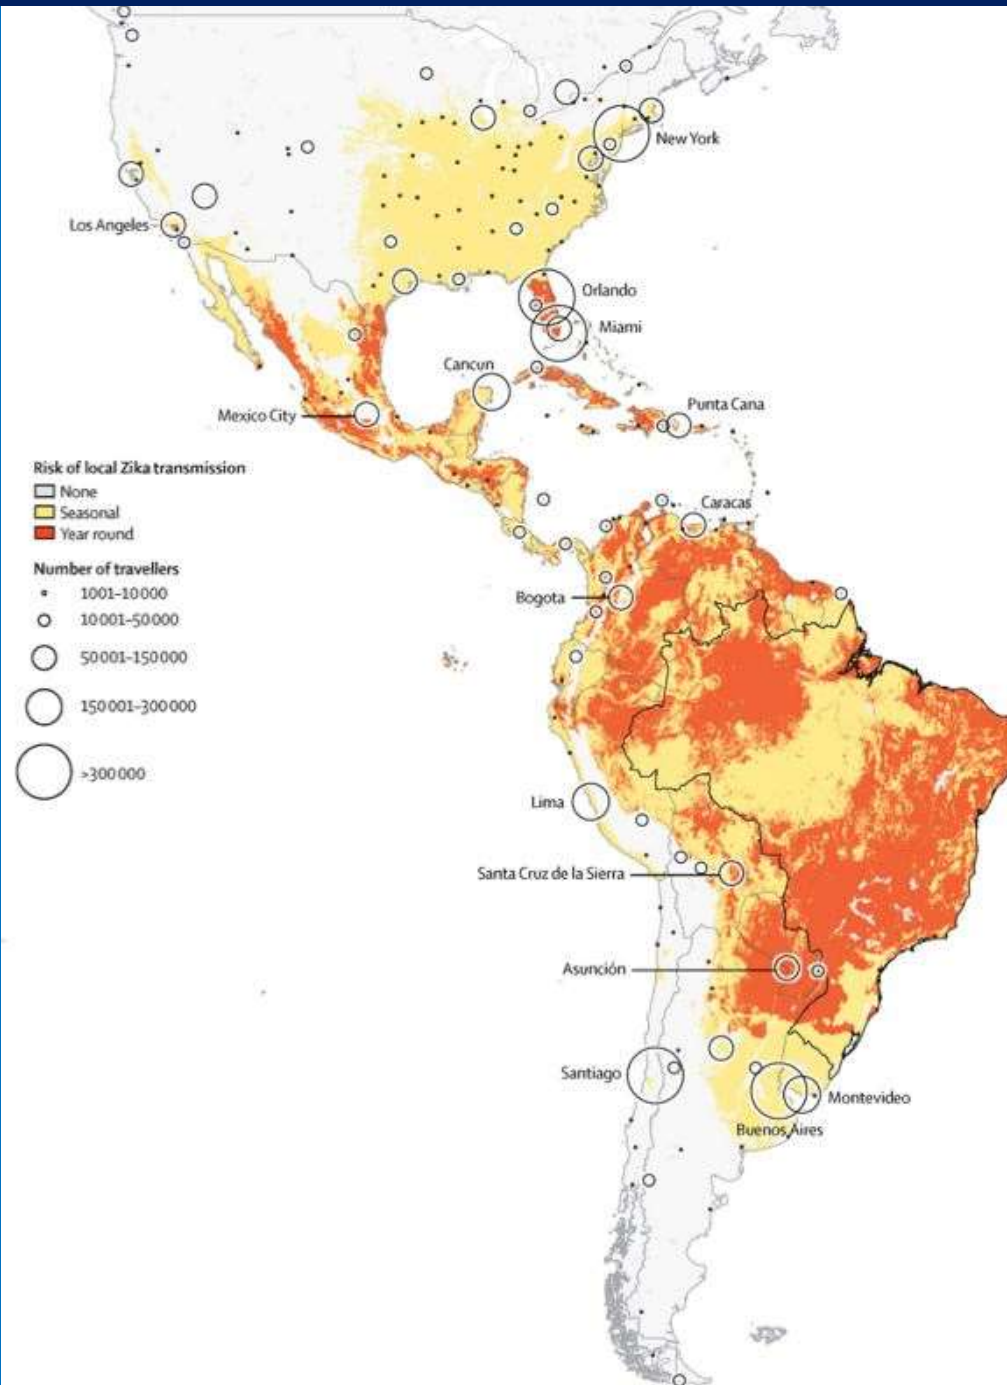 New York
Los Angeles
Orlando
Miami
Cancun
Punta Cana
Mexico City
Risk of local Zika transmission
None
Seasonal
Year round
Caracas
Number of travellers
1001–10 000
10 001–50 000
50 001–150 000
150 001–300 000
>300 000
Bogota
Lima
Santa Cruz de la Sierra
Asunción
Santiago
Montevideo
Buenos Aires